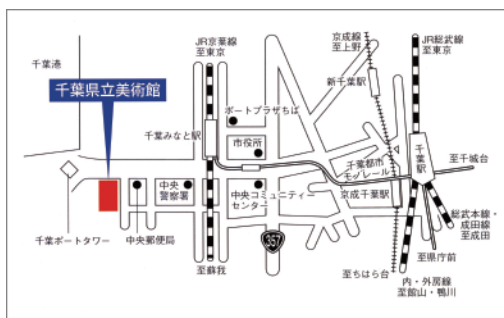 JR京葉線
至東京
京成線
至上野
JR総武線
至東京
千葉港
千葉県立美術館
新千葉駅
ポートプラザちば
千葉みなと駅
市役所
千葉駅
千葉都市
モノレール
至千城台
中央
警察署
中央コミュニティー
センター
京成千葉駅
総武本線・
成田線
至成田
千葉ポートタワー
中央郵便局
357
至県庁前
至蘇我
至ちはら台
内・外房線
至館山・鴨川